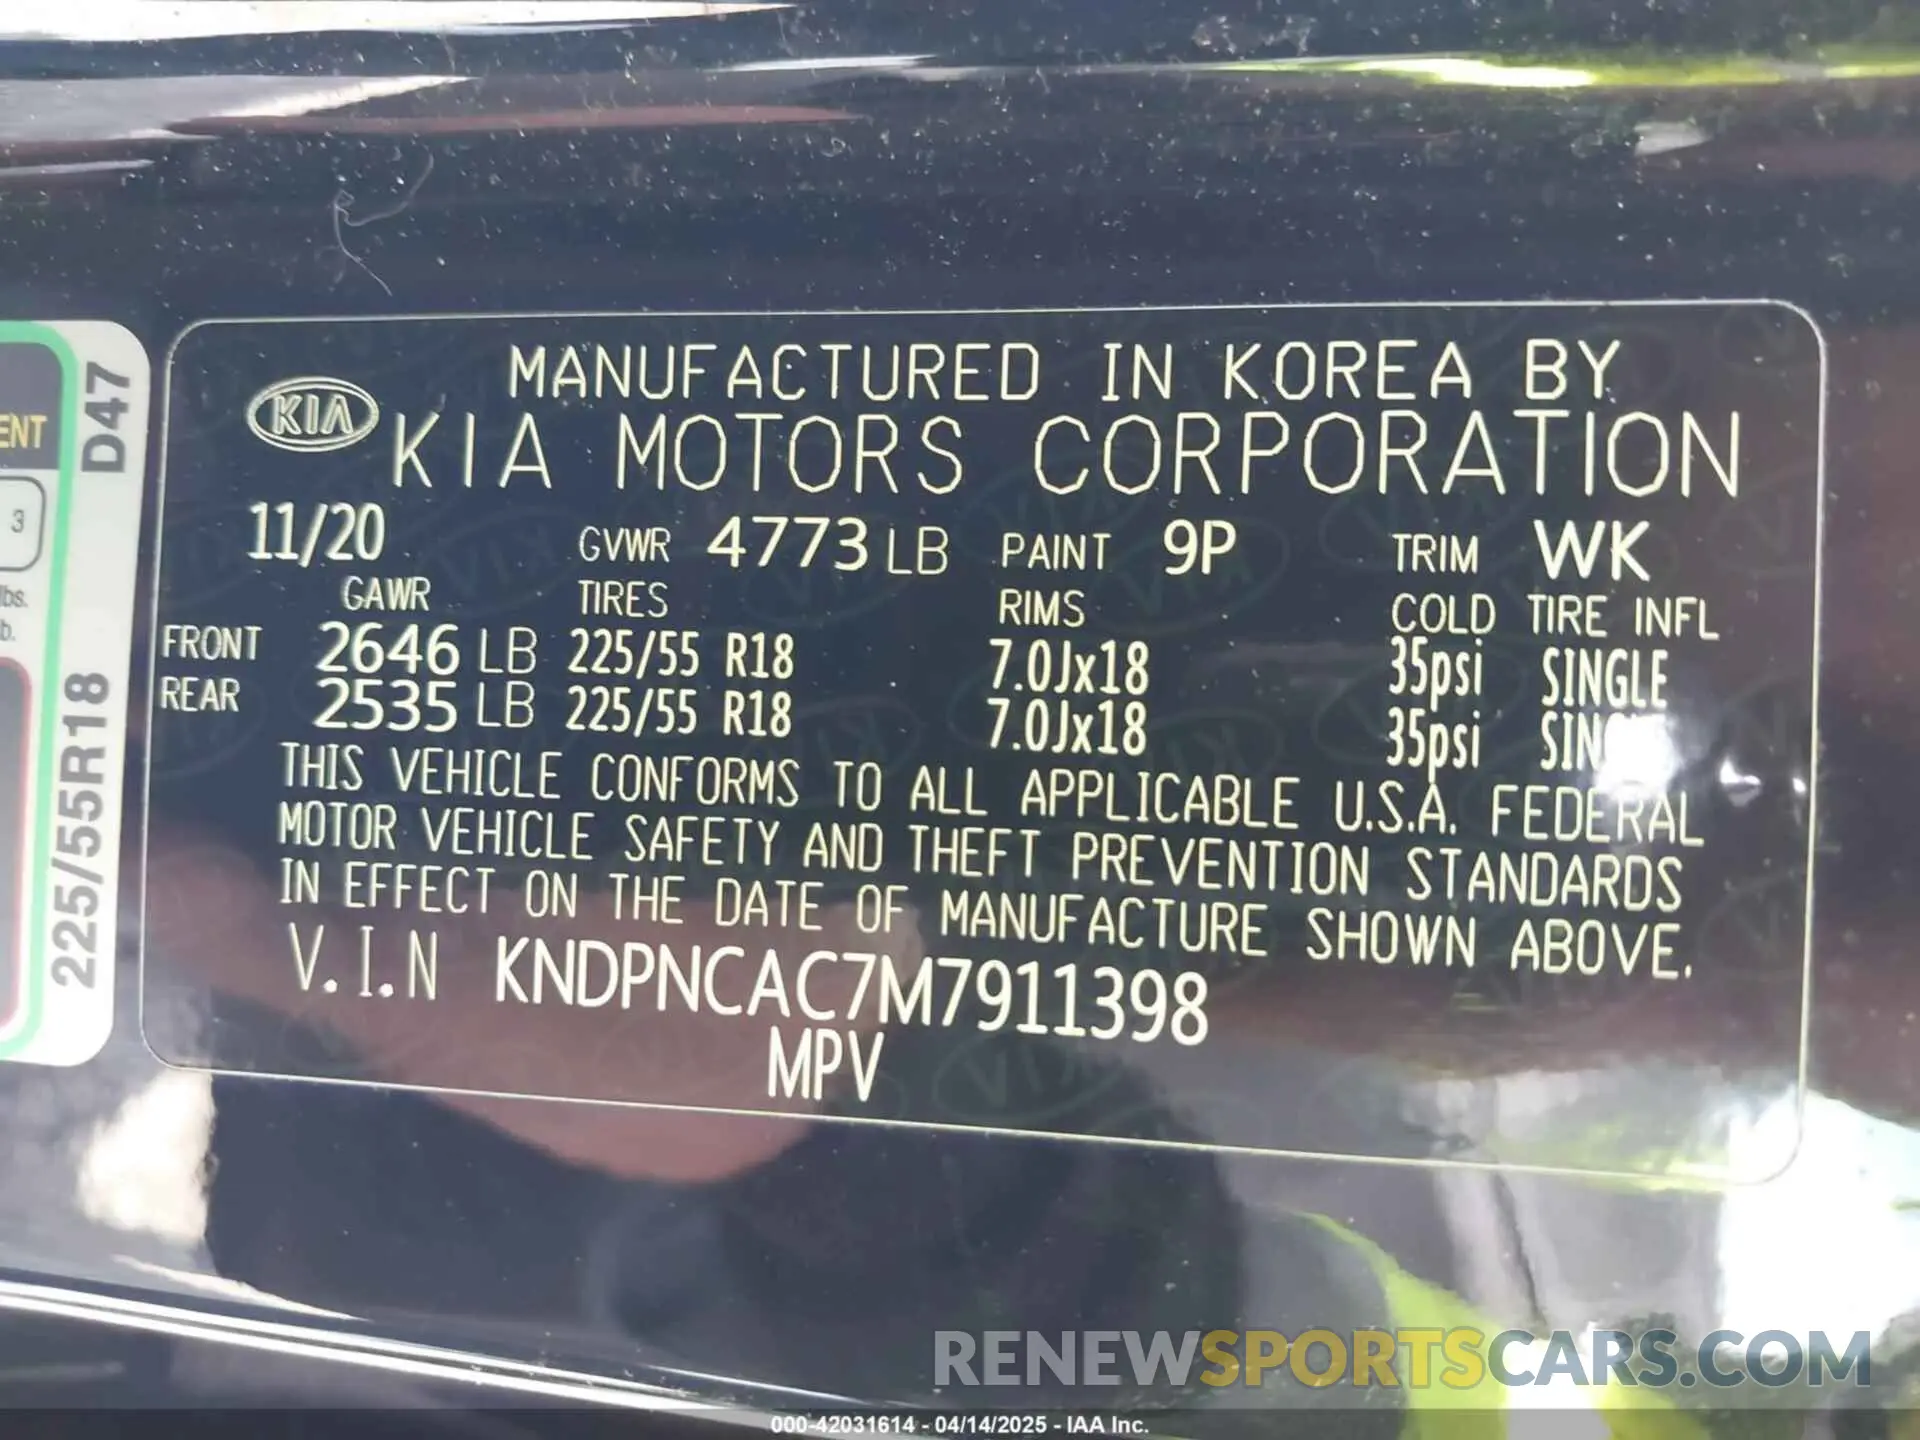 MANUFACTURED IN KOREA BY
KIA KIA MOTORS CORPORATION
11/20 GVWR 4773 LB PAINT 9P TRIM WK
GAWR TIRES RIMS COLD TIRE INFL
FRONT 2646 LB 225/55 R18 7.0Jx18 35psi SINGLE
REAR 2535 LB 225/55 R18 7.0Jx18 35psi
THIS VEHICLE CONFORMS TO ALL APPLICABLE U.S.A. FEDERAL
MOTOR VEHICLE SAFETY AND THEFT PREVENTION STANDARDS
IN EFFECT ON THE DATE OF MANUFACTURE SHOWN ABOVE.
V.I.N KNDPNCAC7M7911398
MPV
225/55R18 D47
3
lbs.
RENEWSPORTSCARS.COM
000-42031614 - 04/14/2025 - IAA Inc.